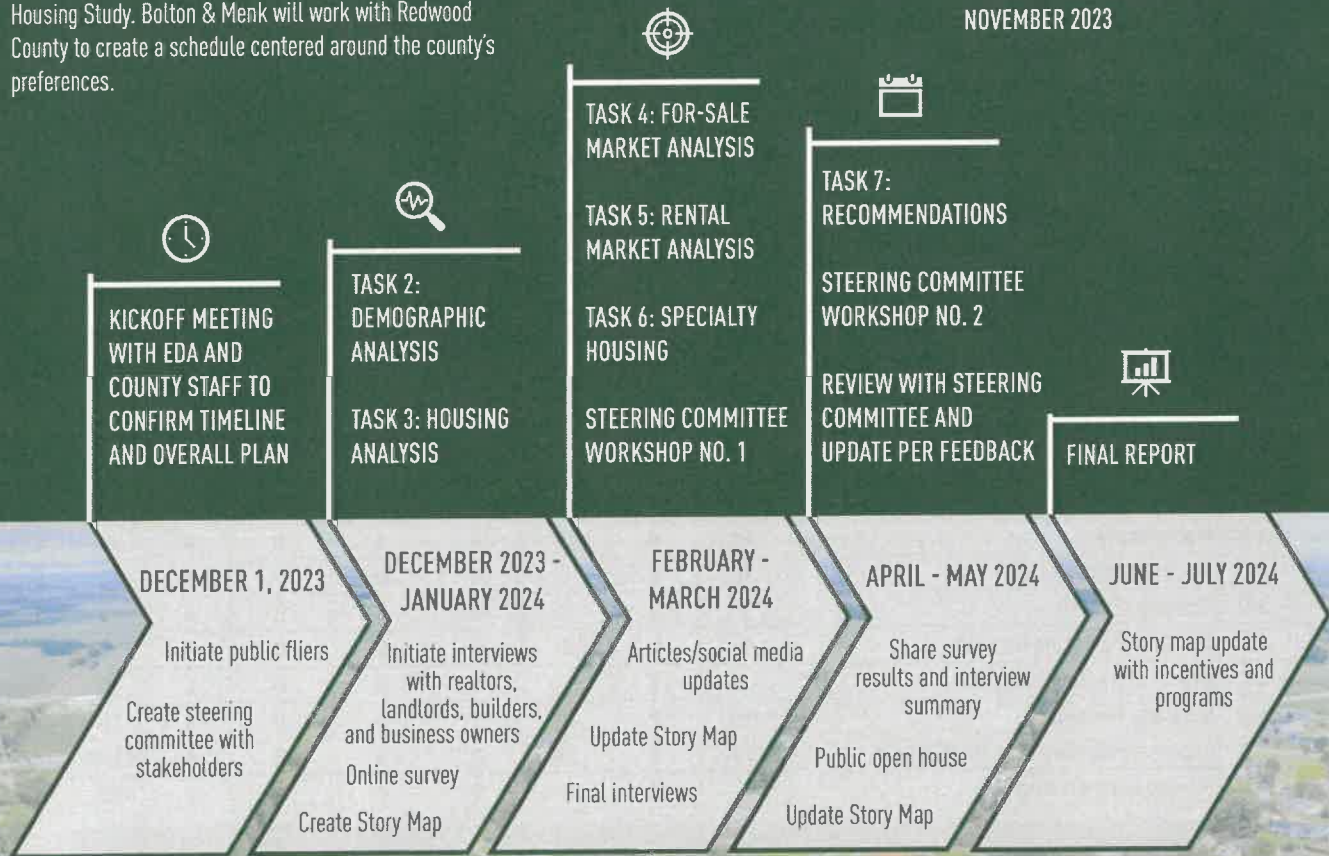 Housing Study. Bolton & Menk will work with Redwood
County to create a schedule centered around the county's
preferences.
NOVEMBER 2023
KICKOFF MEETING
WITH EDA AND
COUNTY STAFF TO
CONFIRM TIMELINE
AND OVERALL PLAN
TASK 2:
DEMOGRAPHIC
ANALYSIS
TASK 3: HOUSING
ANALYSIS
TASK 4: FOR-SALE
MARKET ANALYSIS
TASK 5: RENTAL
MARKET ANALYSIS
TASK 6: SPECIALTY
HOUSING
STEERING COMMITTEE
WORKSHOP NO. 1
TASK 7:
RECOMMENDATIONS
STEERING COMMITTEE
WORKSHOP NO. 2
REVIEW WITH STEERING
COMMITTEE AND
UPDATE PER FEEDBACK
FINAL REPORT
DECEMBER 1, 2023
Initiate public fliers
Create steering
committee with
stakeholders
DECEMBER 2023 -
JANUARY 2024
Initiate interviews
with realtors,
landlords, builders,
and business owners
Online survey
Create Story Map
FEBRUARY -
MARCH 2024
Articles/social media
updates
Update Story Map
Final interviews
APRIL - MAY 2024
Share survey
results and interview
summary
Public open house
Update Story Map
JUNE - JULY 2024
Story map update
with incentives and
programs